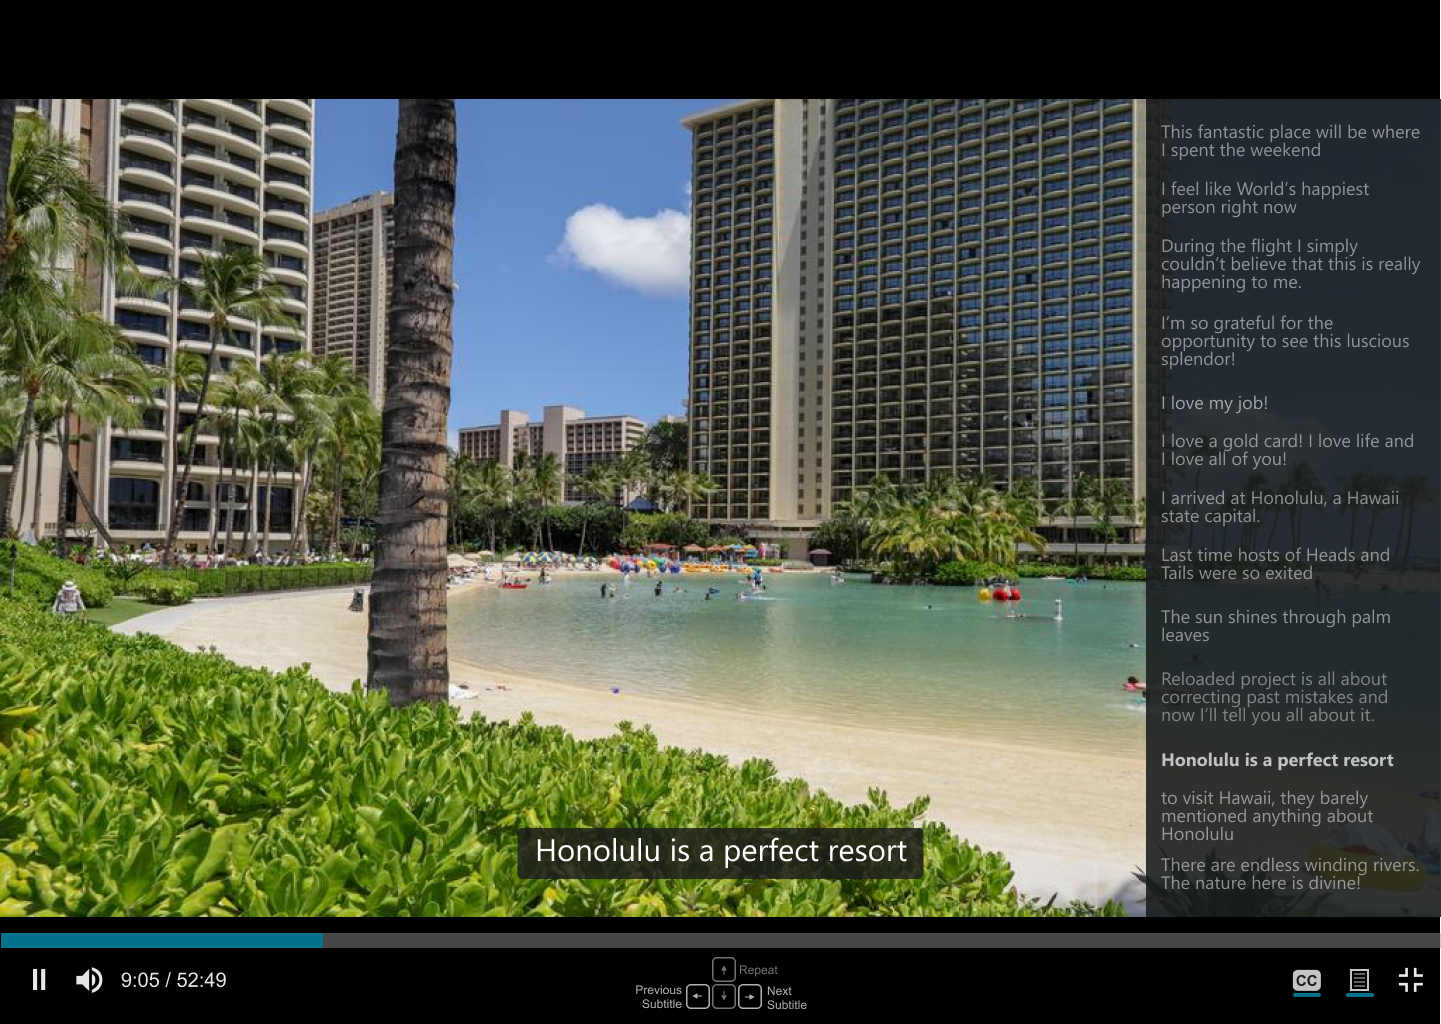 This fantastic place will be where
I spent the weekend
I feel like World's happiest
person right now
During the flight I simply
couldn't believe that this is really
happening to me.
I'm so grateful for the
opportunity to see this luscious
splendor!
I love my job!
I love a gold card! I love life and
I love all of you!
I arrived at Honolulu, a Hawaii
state capital.
Last time hosts of Heads and
Tails were so exited
The sun shines through palm
leaves
Reloaded project is all about
correcting past mistakes and
now I'll tell you all about it.
Honolulu is a perfect resort
to visit Hawaii, they barely
mentioned anything about
Honolulu
There are endless winding rivers.
The nature here is divine!
Honolulu is a perfect resort
9:05 / 52:49
Repeat
Previous
Subtitle
Next
Subtitle
CC